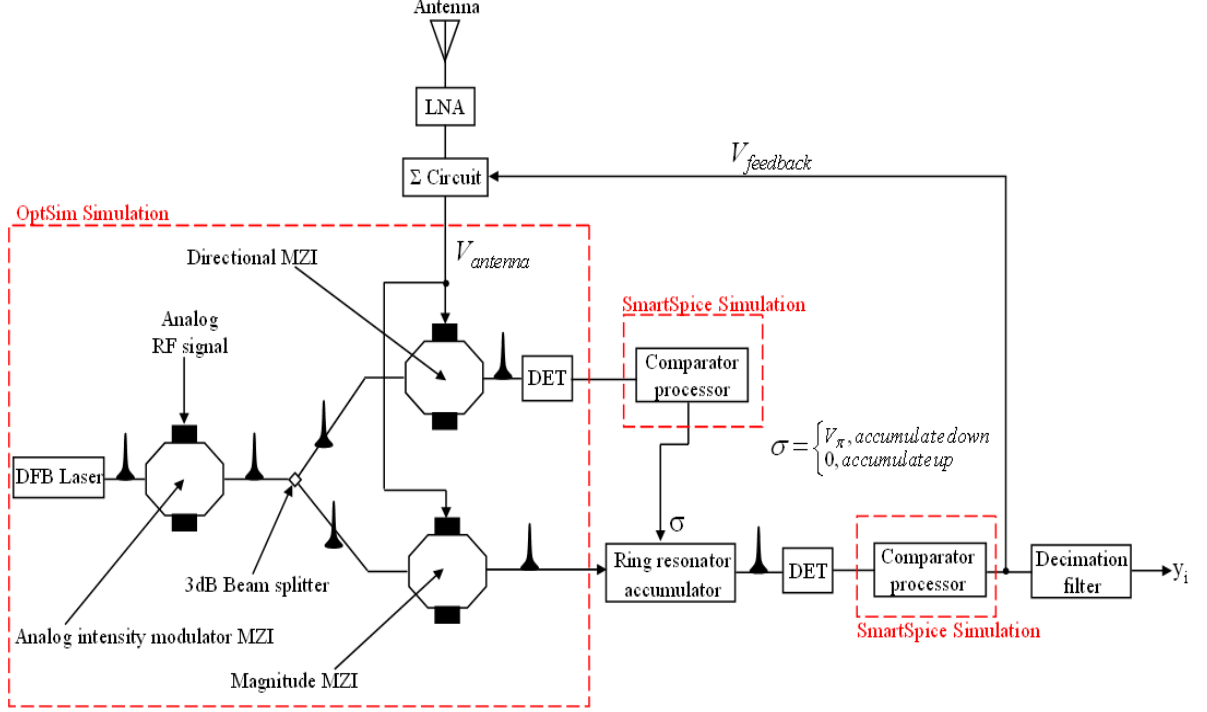 Antenna
LNA
Σ Circuit
V_feedback
OptSim Simulation
V_antenna
Directional MZI
SmartSpice Simulation
Analog
RF signal
Comparator
processor
DET
σ = { V_π, accumulate down
0, accumulate up
DFB Laser
σ
3dB Beam splitter
Ring resonator
accumulator
DET
Comparator
processor
Decimation
filter
y_i
Analog intensity modulator MZI
SmartSpice Simulation
Magnitude MZI